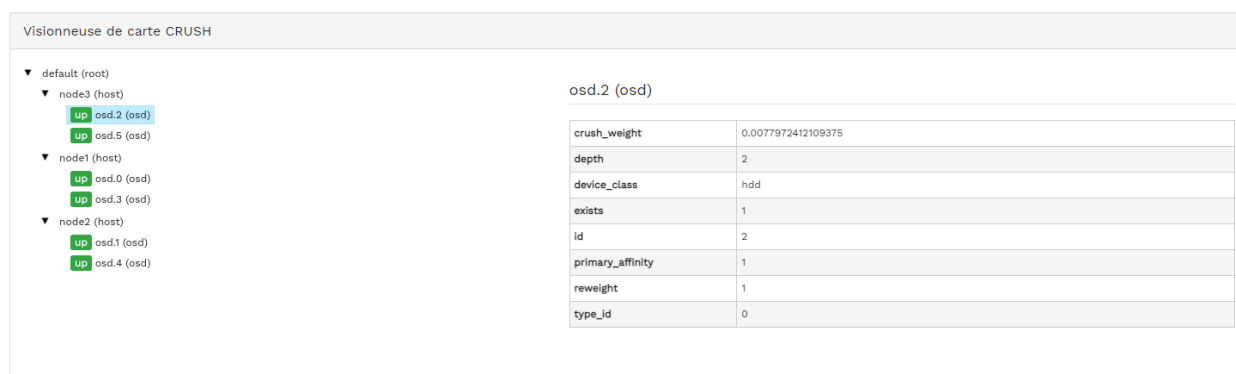 Visionneuse de carte CRUSH
default (root)
node3 (host)
up osd.2 (osd)
up osd.5 (osd)
node1 (host)
up osd.0 (osd)
up osd.3 (osd)
node2 (host)
up osd.1 (osd)
up osd.4 (osd)
osd.2 (osd)
crush_weight 0.0077972412109375
depth 2
device_class hdd
exists 1
id 2
primary_affinity 1
reweight 1
type_id 0